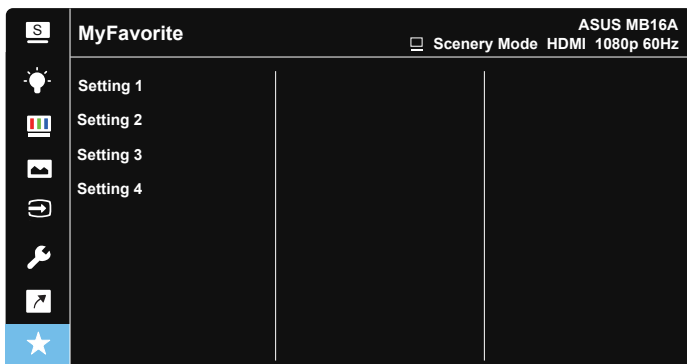 S
MyFavorite
ASUS MB16A
Scenery Mode HDMI 1080p 60Hz
Setting 1
Setting 2
Setting 3
Setting 4